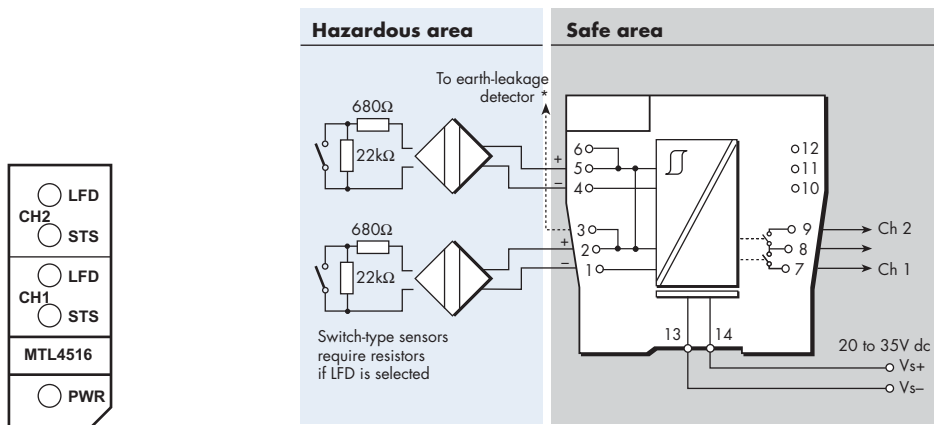 LFD
CH2
STS
LFD
CH1
STS
MTL4516
PWR
Hazardous area
Safe area
To earth-leakage
detector *
680Ω
22kΩ
680Ω
22kΩ
Switch-type sensors
require resistors
if LFD is selected
+
–
+
–
6
5
4
3
2
1
12
11
10
9
8
7
Ch 2
Ch 1
13
14
20 to 35V dc
Vs+
Vs–